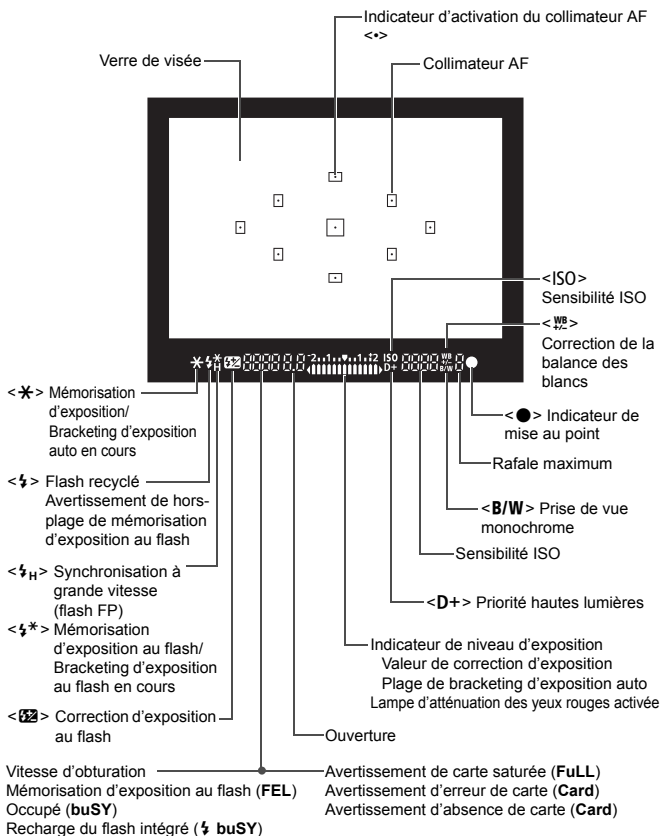 Indicateur d'activation du collimateur AF
<•>
Verre de visée
Collimateur AF
<ISO>
Sensibilité ISO
<WB +/->
Correction de la
balance des
blancs
-2..1..▼..1..+2 ISO WB +/-
D+ B/W
<✱> Mémorisation
d'exposition/
Bracketing d'exposition
auto en cours
<●> Indicateur de
mise au point
Rafale maximum
<⚡> Flash recyclé
Avertissement de hors-
plage de mémorisation
d'exposition au flash
<B/W> Prise de vue
monochrome
Sensibilité ISO
<⚡H> Synchronisation à
grande vitesse
(flash FP)
<D+> Priorité hautes lumières
<⚡✱> Mémorisation
d'exposition au flash/
Bracketing d'exposition
au flash en cours
Indicateur de niveau d'exposition
Valeur de correction d'exposition
Plage de bracketing d'exposition auto
Lampe d'atténuation des yeux rouges activée
<⚡±> Correction d'exposition
au flash
Ouverture
Vitesse d'obturation
Mémorisation d'exposition au flash (FEL)
Occupé (buSY)
Recharge du flash intégré (⚡ buSY)
Avertissement de carte saturée (FuLL)
Avertissement d'erreur de carte (Card)
Avertissement d'absence de carte (Card)